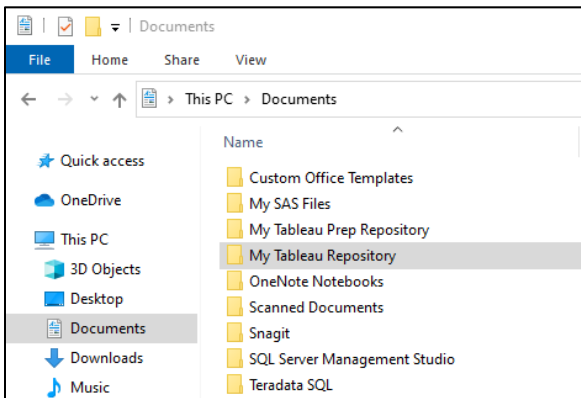 Documents
File Home Share View
This PC > Documents
Name
Quick access
OneDrive
This PC
3D Objects
Desktop
Documents
Downloads
Music
Custom Office Templates
My SAS Files
My Tableau Prep Repository
My Tableau Repository
OneNote Notebooks
Scanned Documents
Snagit
SQL Server Management Studio
Teradata SQL